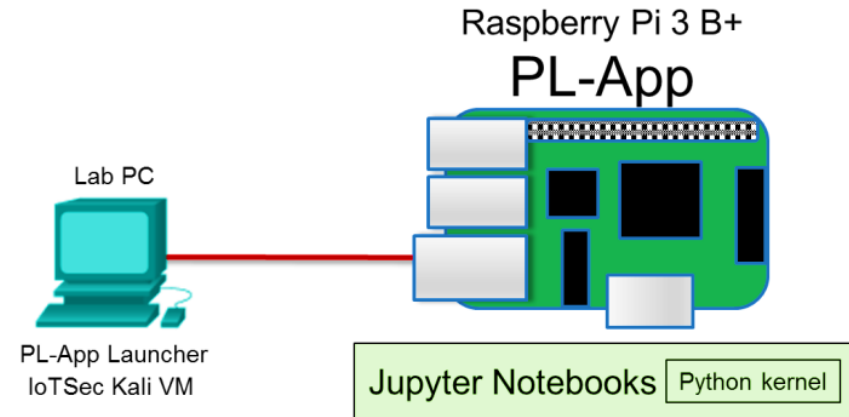 Raspberry Pi 3 B+
PL-App
Lab PC
PL-App Launcher
IoTSec Kali VM
Jupyter Notebooks Python kernel